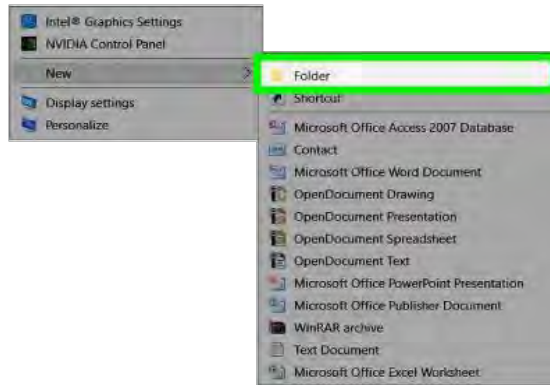 Intel® Graphics Settings
NVIDIA Control Panel
New
Display settings
Personalize
Folder
Shortcut
Microsoft Office Access 2007 Database
Contact
Microsoft Office Word Document
OpenDocument Drawing
OpenDocument Presentation
OpenDocument Spreadsheet
OpenDocument Text
Microsoft Office PowerPoint Presentation
Microsoft Office Publisher Document
WinRAR archive
Text Document
Microsoft Office Excel Worksheet